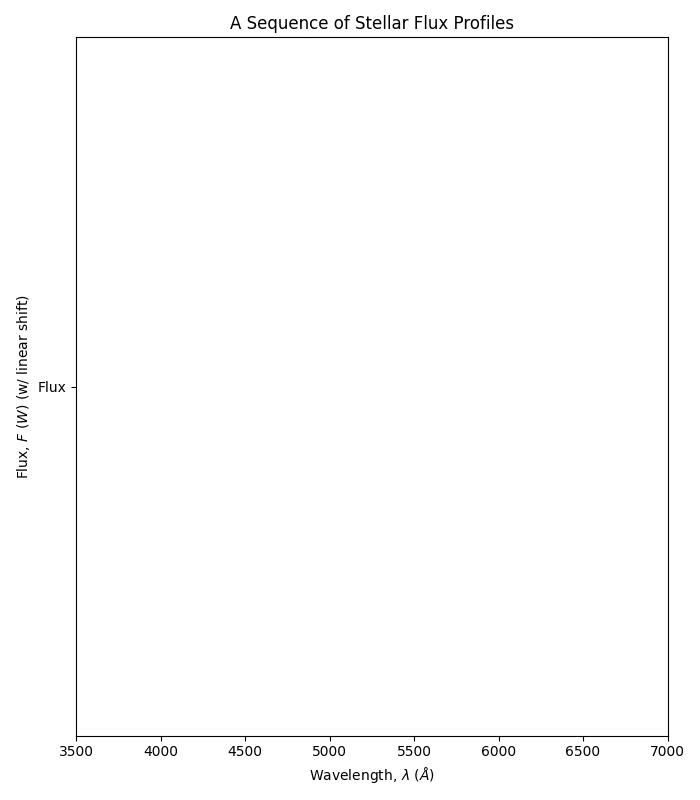 A Sequence of Stellar Flux Profiles
Flux, F (W) (w/ linear shift)
Flux
3500 4000 4500 5000 5500 6000 6500 7000
Wavelength, λ (Å)